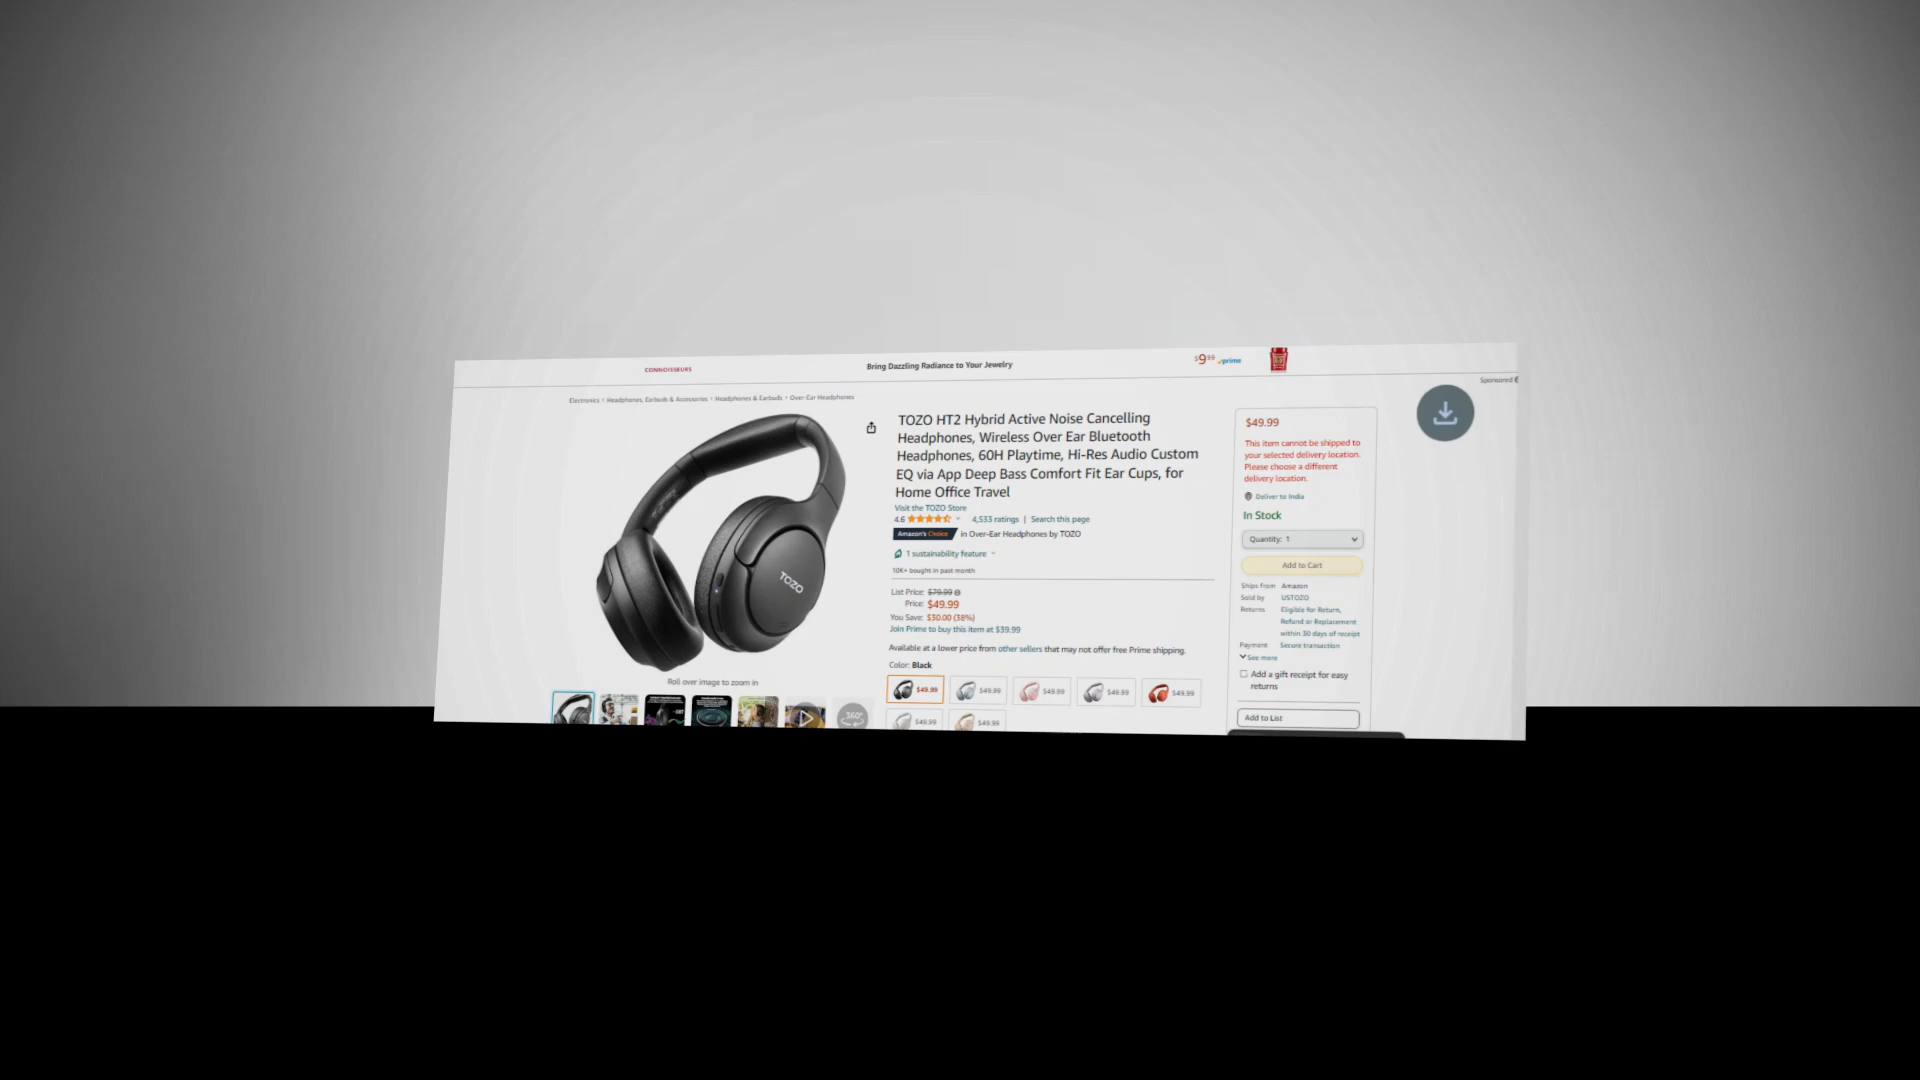 CONNOISSEURS
Bring Dazzling Radiance to Your Jewelry
$9.99 prime
Sponsored
Electronics › Headphones, Earbuds & Accessories › Headphones & Earbuds › Over-Ear Headphones
TOZO
Roll over image to zoom in
360°
TOZO HT2 Hybrid Active Noise Cancelling
Headphones, Wireless Over Ear Bluetooth
Headphones, 60H Playtime, Hi-Res Audio Custom
EQ via App Deep Bass Comfort Fit Ear Cups, for
Home Office Travel
Visit the TOZO Store
4.6 4,533 ratings | Search this page
Amazon's Choice in Over-Ear Headphones by TOZO
1 sustainability feature
10K+ bought in past month
List Price: $79.99
Price: $49.99
You Save: $30.00 (38%)
Join Prime to buy this item at $39.99
Available at a lower price from other sellers that may not offer free Prime shipping.
Color: Black
$49.99 $49.99 $49.99 $49.99 $49.99
$49.99 $49.99
$49.99
This item cannot be shipped to
your selected delivery location.
Please choose a different
delivery location.
Deliver to India
In Stock
Quantity: 1
Add to Cart
Ships from Amazon
Sold by USTOZO
Returns Eligible for Return,
Refund or Replacement
within 30 days of receipt
Payment Secure transaction
See more
Add a gift receipt for easy
returns
Add to List